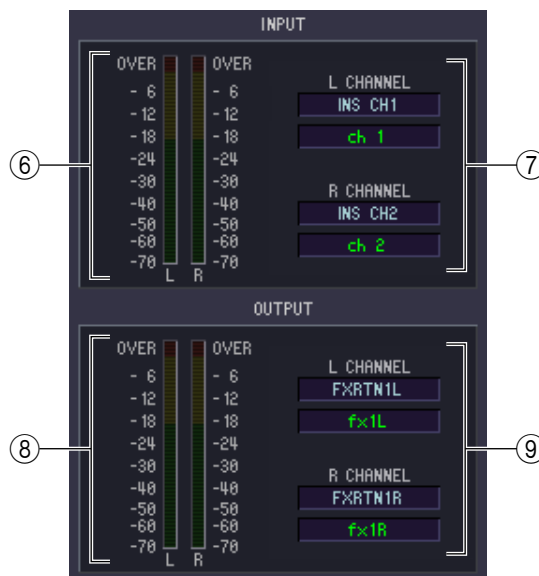 INPUT
OVER OVER
- 6 - 6
-12 -12
-18 -18
-24 -24
-30 -30
-40 -40
-50 -50
-60 -60
-70 -70
L R
L CHANNEL
INS CH1
ch 1
R CHANNEL
INS CH2
ch 2
⑥
⑦
OUTPUT
OVER OVER
- 6 - 6
-12 -12
-18 -18
-24 -24
-30 -30
-40 -40
-50 -50
-60 -60
-70 -70
L R
L CHANNEL
FXRTN1L
fx1L
R CHANNEL
FXRTN1R
fx1R
⑧
⑨